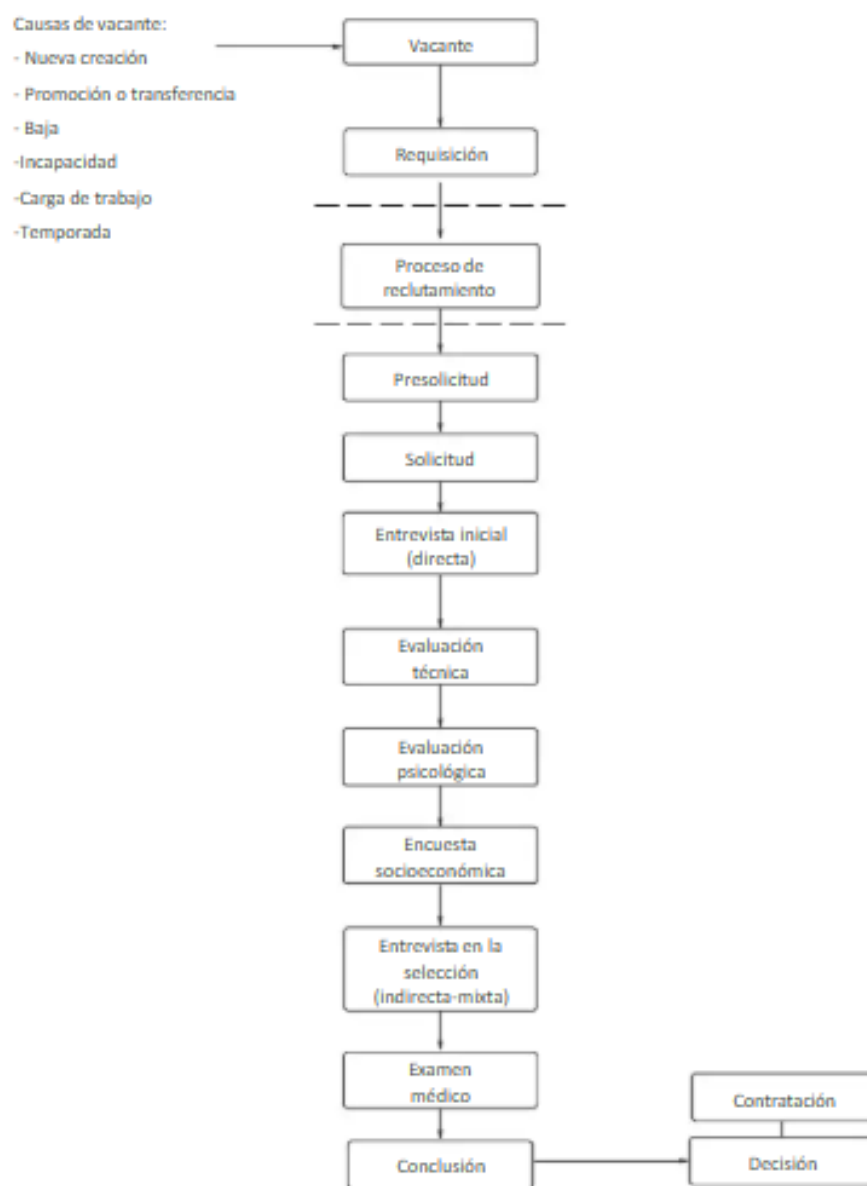 Causas de vacante:
- Nueva creación
- Promoción o transferencia
- Baja
-Incapacidad
-Carga de trabajo
-Temporada
Vacante
Requisición
Proceso de
reclutamiento
Presolicitud
Solicitud
Entrevista inicial
(directa)
Evaluación
técnica
Evaluación
psicológica
Encuesta
socioeconómica
Entrevista en la
selección
(indirecta-mixta)
Examen
médico
Conclusión
Contratación
Decisión